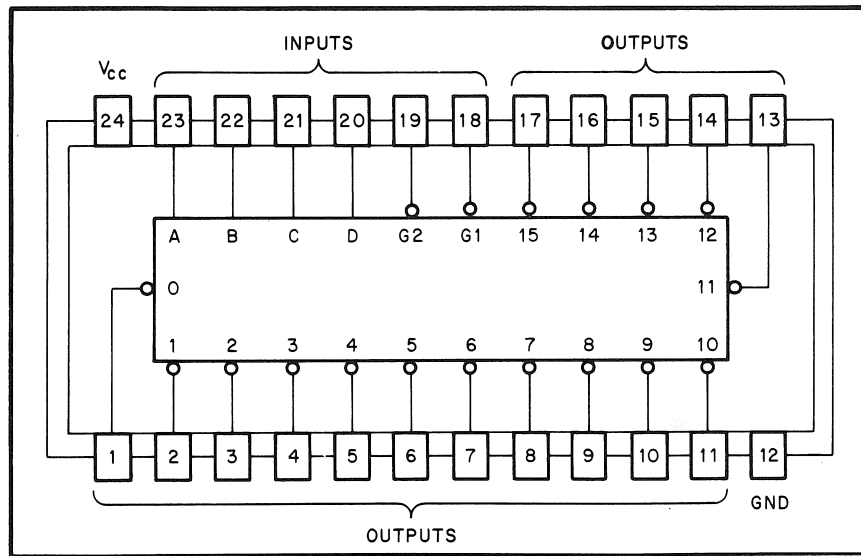 INPUTS OUTPUTS
VCC
24 23 22 21 20 19 18 17 16 15 14 13
A B C D G2 G1 15 14 13 12
0 11
1 2 3 4 5 6 7 8 9 10
1 2 3 4 5 6 7 8 9 10 11 12
GND
OUTPUTS